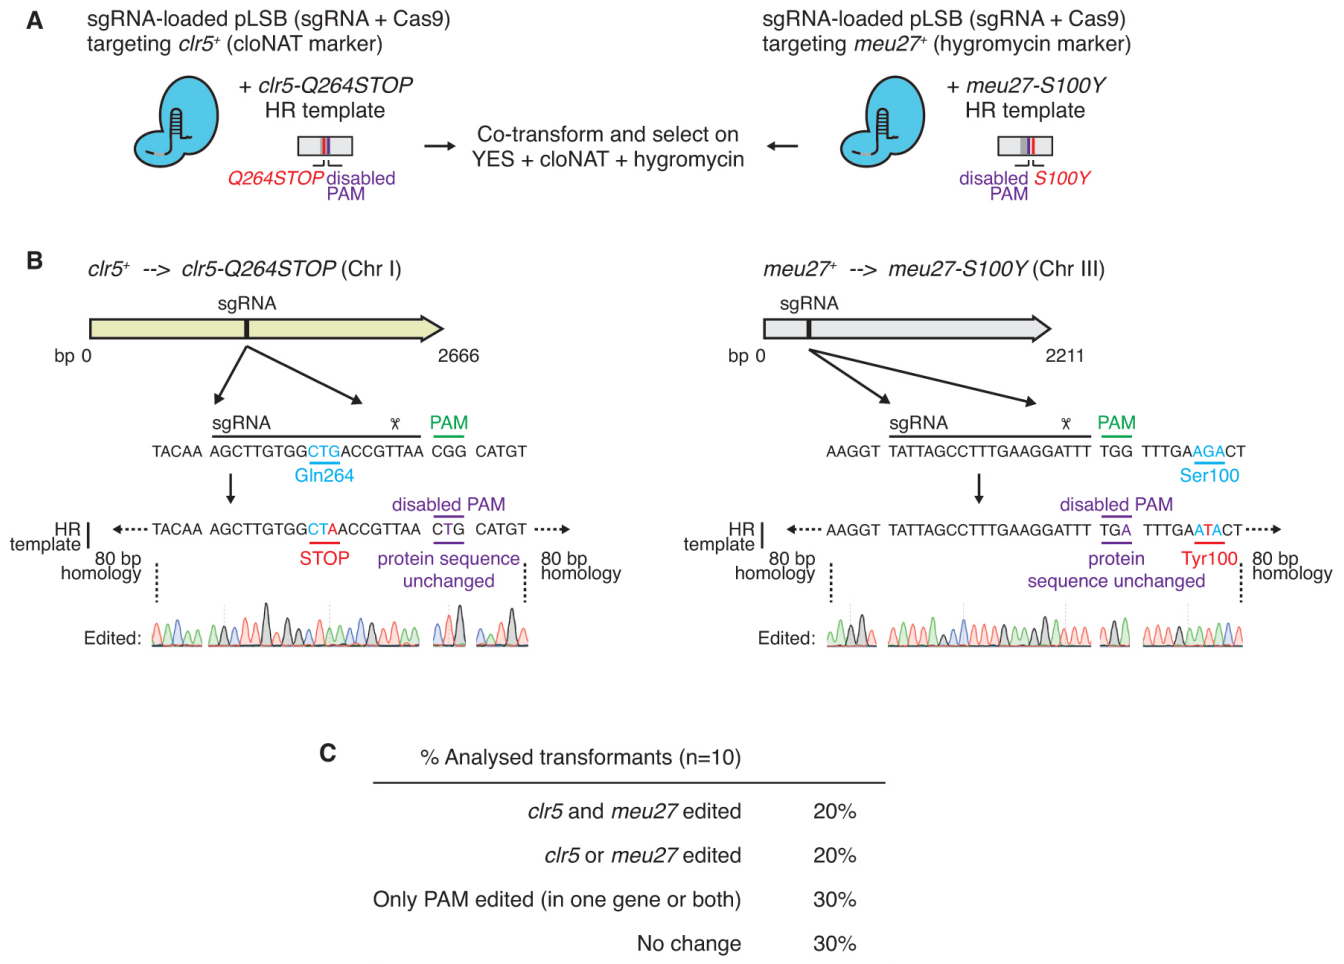 A
sgRNA-loaded pLSB (sgRNA + Cas9)
targeting clr5+ (cloNAT marker)
+ clr5-Q264STOP
HR template
Q264STOP disabled
PAM
Co-transform and select on
YES + cloNAT + hygromycin
sgRNA-loaded pLSB (sgRNA + Cas9)
targeting meu27+ (hygromycin marker)
+ meu27-S100Y
HR template
disabled S100Y
PAM
B
clr5+ --> clr5-Q264STOP (Chr I)
sgRNA
bp 0 2666
sgRNA PAM
TACAA AGCTTGTGGCTGACCGTTAA CGG CATGT
Gln264
disabled PAM
HR
template
TACAA AGCTTGTGGCTAACCGTTAA CTG CATGT
STOP protein sequence
unchanged
80 bp
homology
80 bp
homology
Edited:
meu27+ --> meu27-S100Y (Chr III)
sgRNA
bp 0 2211
sgRNA PAM
AAGGT TATTAGCCTTTGAAGGATTT TGG TTTGAAGACT
Ser100
disabled PAM
HR
template
AAGGT TATTAGCCTTTGAAGGATTT TGA TTTGAATACT
protein Tyr100
sequence unchanged
80 bp
homology
80 bp
homology
Edited:
C
% Analysed transformants (n=10)
clr5 and meu27 edited 20%
clr5 or meu27 edited 20%
Only PAM edited (in one gene or both) 30%
No change 30%